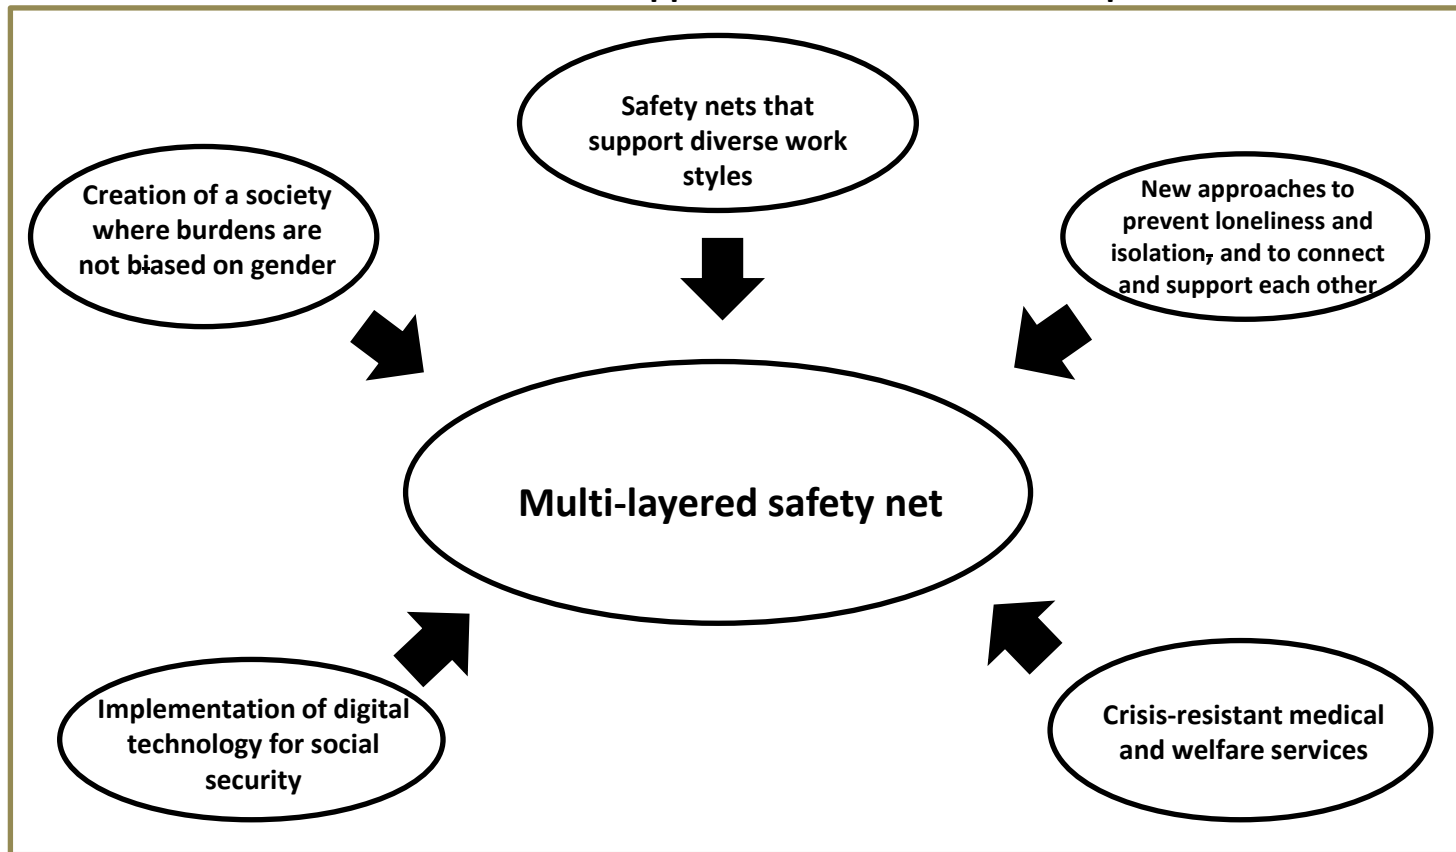 Safety nets that
support diverse work
styles
Creation of a society
where burdens are
not biased on gender
New approaches to
prevent loneliness and
isolation, and to connect
and support each other
Multi-layered safety net
Implementation of digital
technology for social
security
Crisis-resistant medical
and welfare services